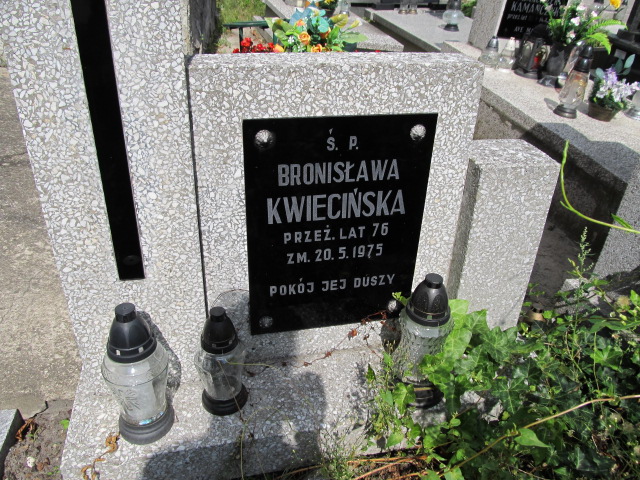 Ś. P.
BRONISŁAWA
KWIECIŃSKA
PRZEŻ. LAT 76
ZM. 20.5.1975
POKÓJ JEJ DUSZY